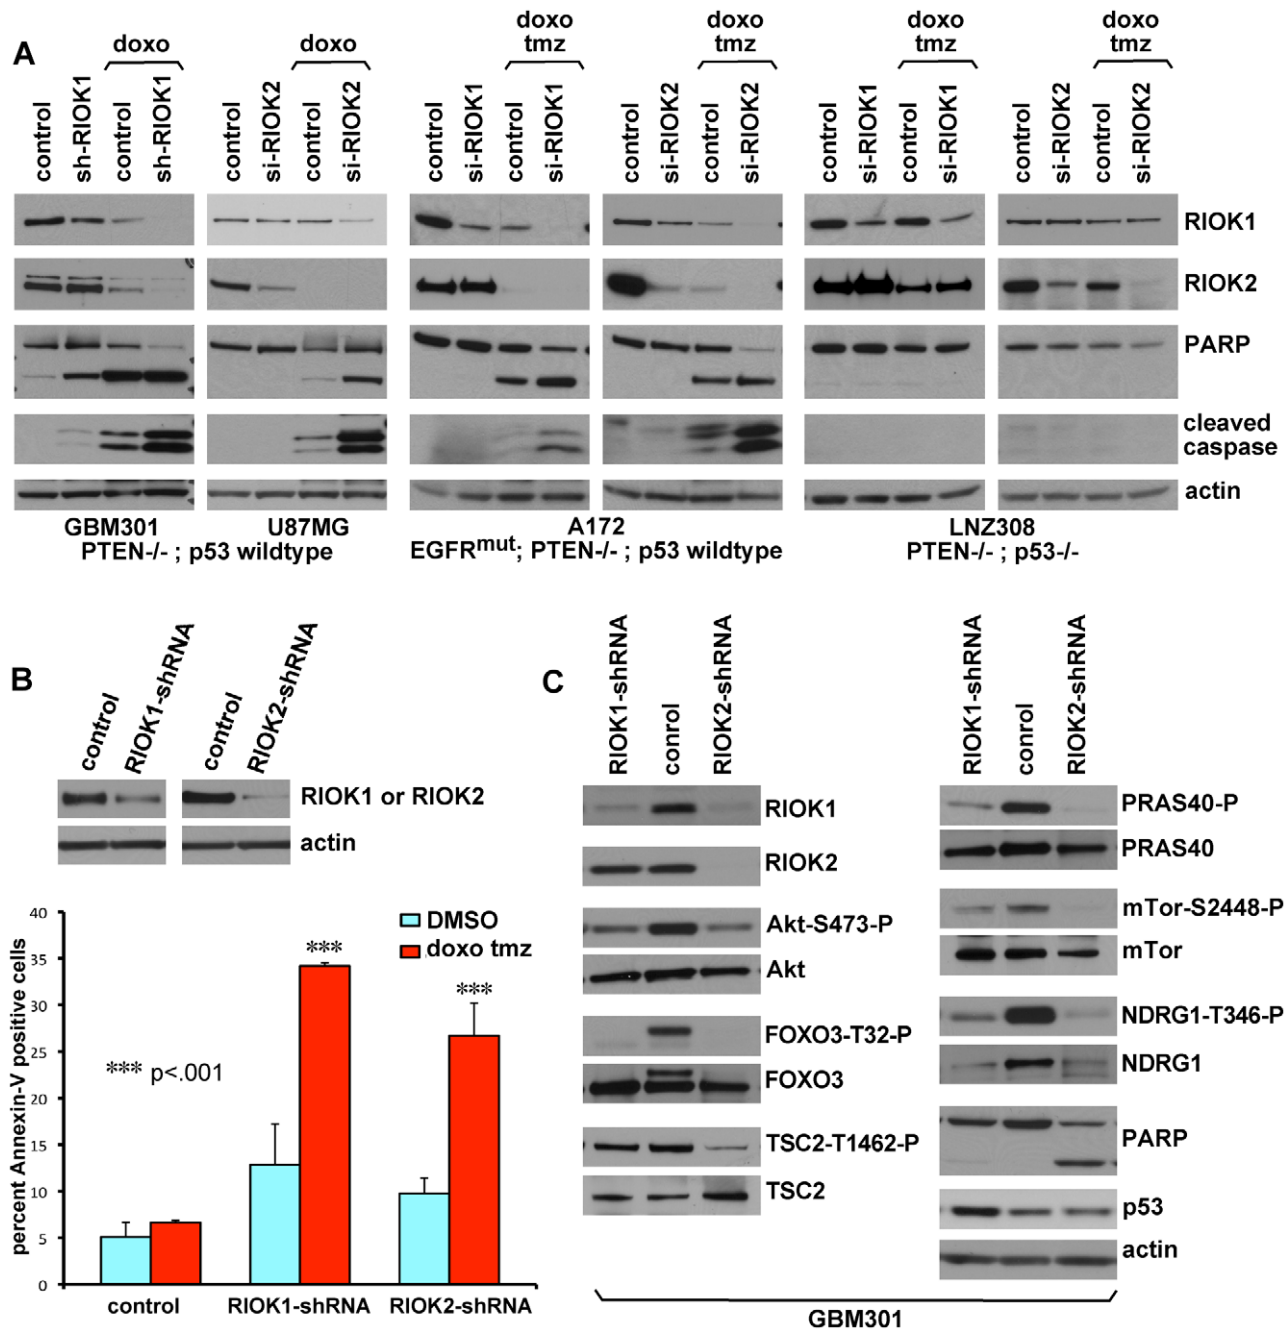 A
doxo
doxo
doxo
tmz
doxo
tmz
doxo
tmz
doxo
tmz
control
sh-RIOK1
control
sh-RIOK1
control
si-RIOK2
control
si-RIOK2
control
si-RIOK1
control
si-RIOK1
control
si-RIOK2
control
si-RIOK2
control
si-RIOK1
control
si-RIOK1
control
si-RIOK2
control
si-RIOK2
RIOK1
RIOK2
PARP
cleaved
caspase
actin
GBM301
U87MG
PTEN-/- ; p53 wildtype
A172
EGFRmut; PTEN-/- ; p53 wildtype
LNZ308
PTEN-/- ; p53-/-
B
control
RIOK1-shRNA
control
RIOK2-shRNA
RIOK1 or RIOK2
actin
percent Annexin-V positive cells
40
35
30
25
20
15
10
5
0
DMSO
doxo tmz
***
***
*** p<.001
control
RIOK1-shRNA
RIOK2-shRNA
C
RIOK1-shRNA
conrol
RIOK2-shRNA
RIOK1
RIOK2
Akt-S473-P
Akt
FOXO3-T32-P
FOXO3
TSC2-T1462-P
TSC2
RIOK1-shRNA
control
RIOK2-shRNA
PRAS40-P
PRAS40
mTor-S2448-P
mTor
NDRG1-T346-P
NDRG1
PARP
p53
actin
GBM301